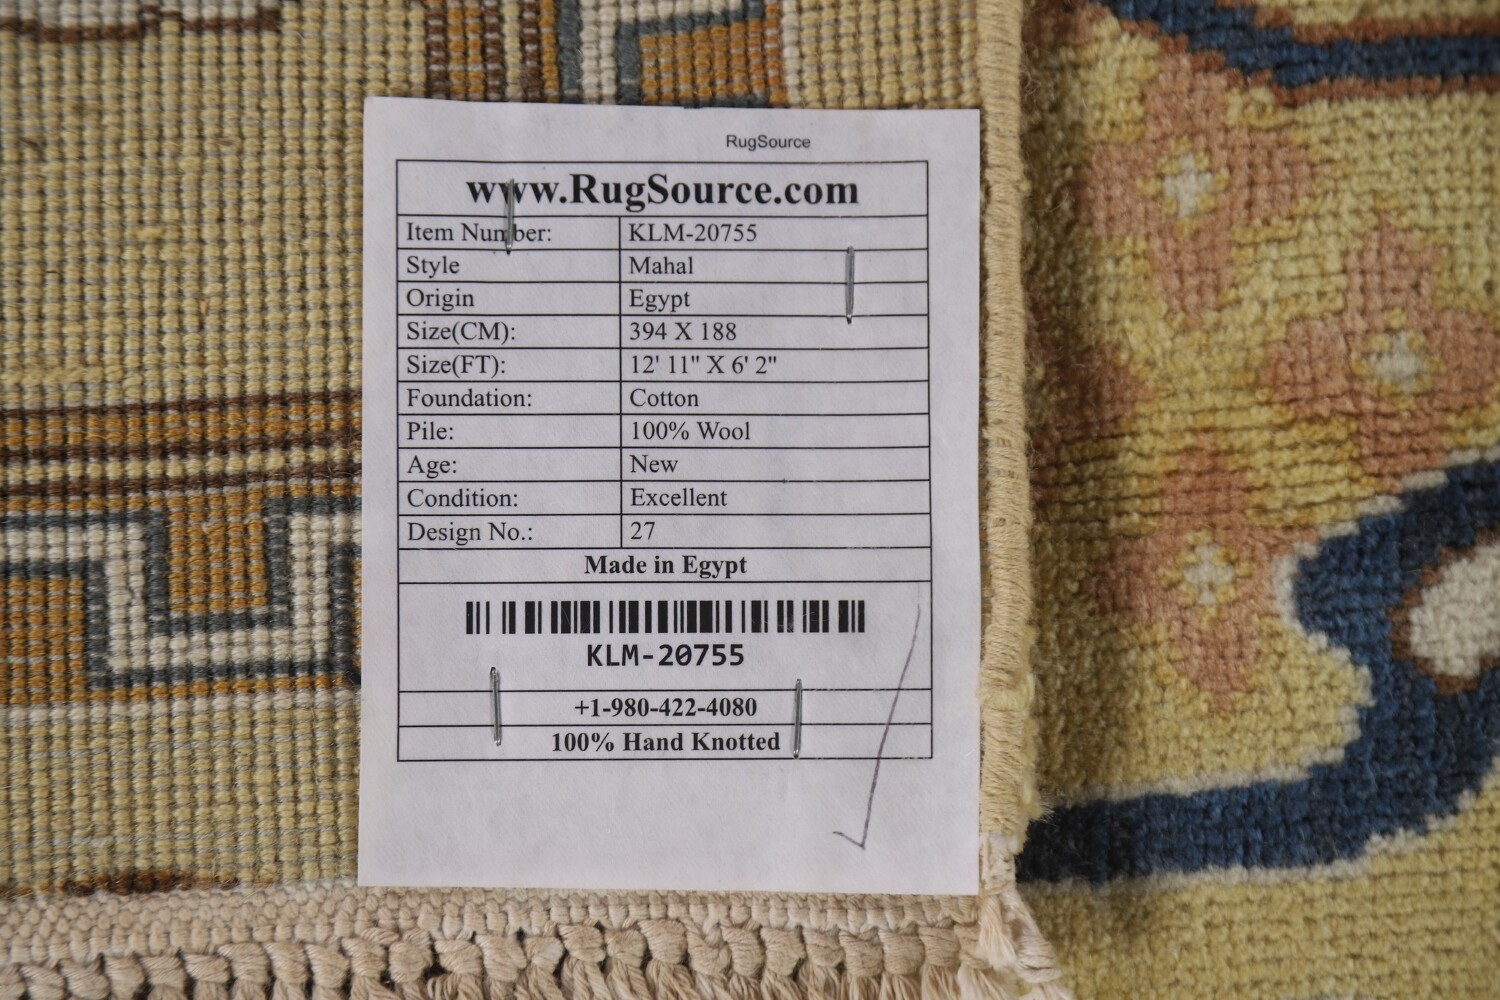 RugSource
www.RugSource.com
Item Number: KLM-20755
Style Mahal
Origin Egypt
Size(CM): 394 X 188
Size(FT): 12' 11" X 6' 2"
Foundation: Cotton
Pile: 100% Wool
Age: New
Condition: Excellent
Design No.: 27
Made in Egypt
KLM-20755
+1-980-422-4080
100% Hand Knotted